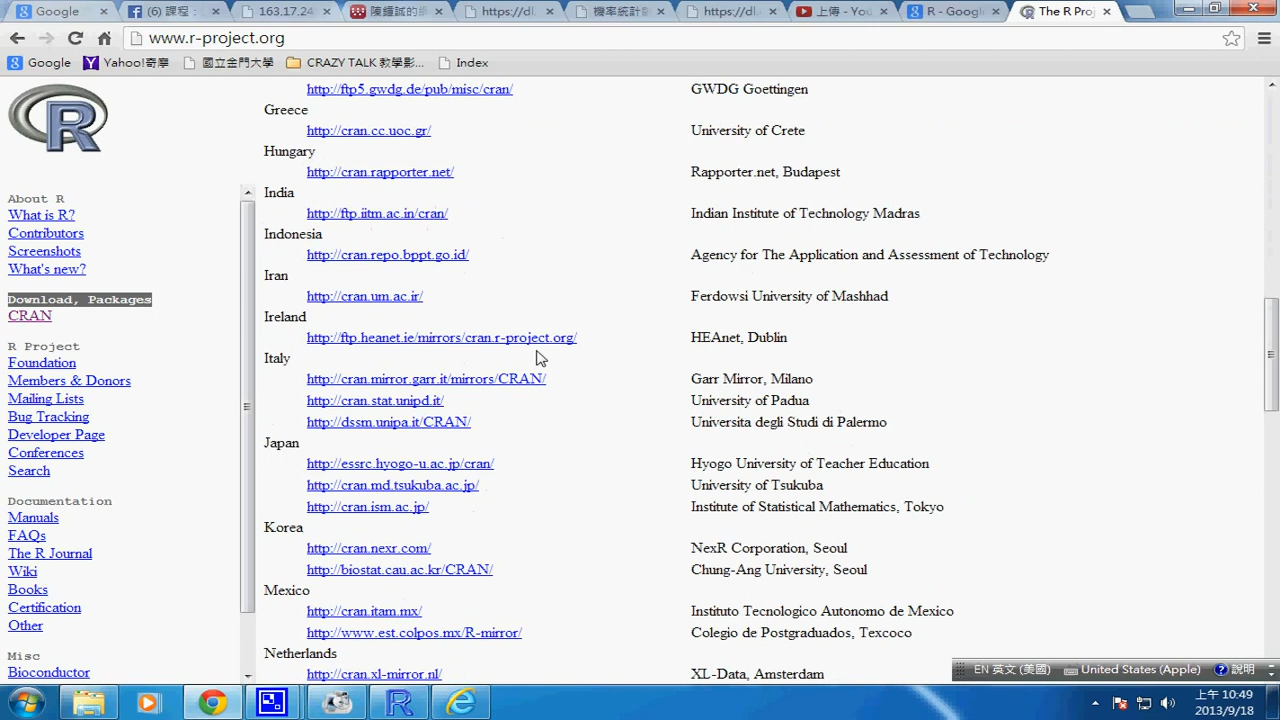 Google
(6) 課程：
163.17.24
陳鍾誠的
https://dl.
機率統計
https://dl.
上傳 - You
R - Goog
The R Proj
www.r-project.org
Google
Yahoo!奇摩
國立金門大學
CRAZY TALK 教學影...
Index
R
About R
What is R?
Contributors
Screenshots
What's new?
Download, Packages
CRAN
R Project
Foundation
Members & Donors
Mailing Lists
Bug Tracking
Developer Page
Conferences
Search
Documentation
Manuals
FAQs
The R Journal
Wiki
Books
Certification
Other
Misc
Bioconductor
http://ftp5.gwdg.de/pub/misc/cran/ GWDG Goettingen
Greece
http://cran.cc.uoc.gr/ University of Crete
Hungary
http://cran.rapporter.net/ Rapporter.net, Budapest
India
http://ftp.iitm.ac.in/cran/ Indian Institute of Technology Madras
Indonesia
http://cran.repo.bppt.go.id/ Agency for The Application and Assessment of Technology
Iran
http://cran.um.ac.ir/ Ferdowsi University of Mashhad
Ireland
http://ftp.heanet.ie/mirrors/cran.r-project.org/ HEAnet, Dublin
Italy
http://cran.mirror.garr.it/mirrors/CRAN/ Garr Mirror, Milano
http://cran.stat.unipd.it/ University of Padua
http://dssm.unipa.it/CRAN/ Universita degli Studi di Palermo
Japan
http://essrc.hyogo-u.ac.jp/cran/ Hyogo University of Teacher Education
http://cran.md.tsukuba.ac.jp/ University of Tsukuba
http://cran.ism.ac.jp/ Institute of Statistical Mathematics, Tokyo
Korea
http://cran.nexr.com/ NexR Corporation, Seoul
http://biostat.cau.ac.kr/CRAN/ Chung-Ang University, Seoul
Mexico
http://cran.itam.mx/ Instituto Tecnologico Autonomo de Mexico
http://www.est.colpos.mx/R-mirror/ Colegio de Postgraduados, Texcoco
Netherlands
http://cran.xl-mirror.nl/ XL-Data, Amsterdam
EN 英文 (美國) United States (Apple) 說明
上午 10:49
2013/9/18